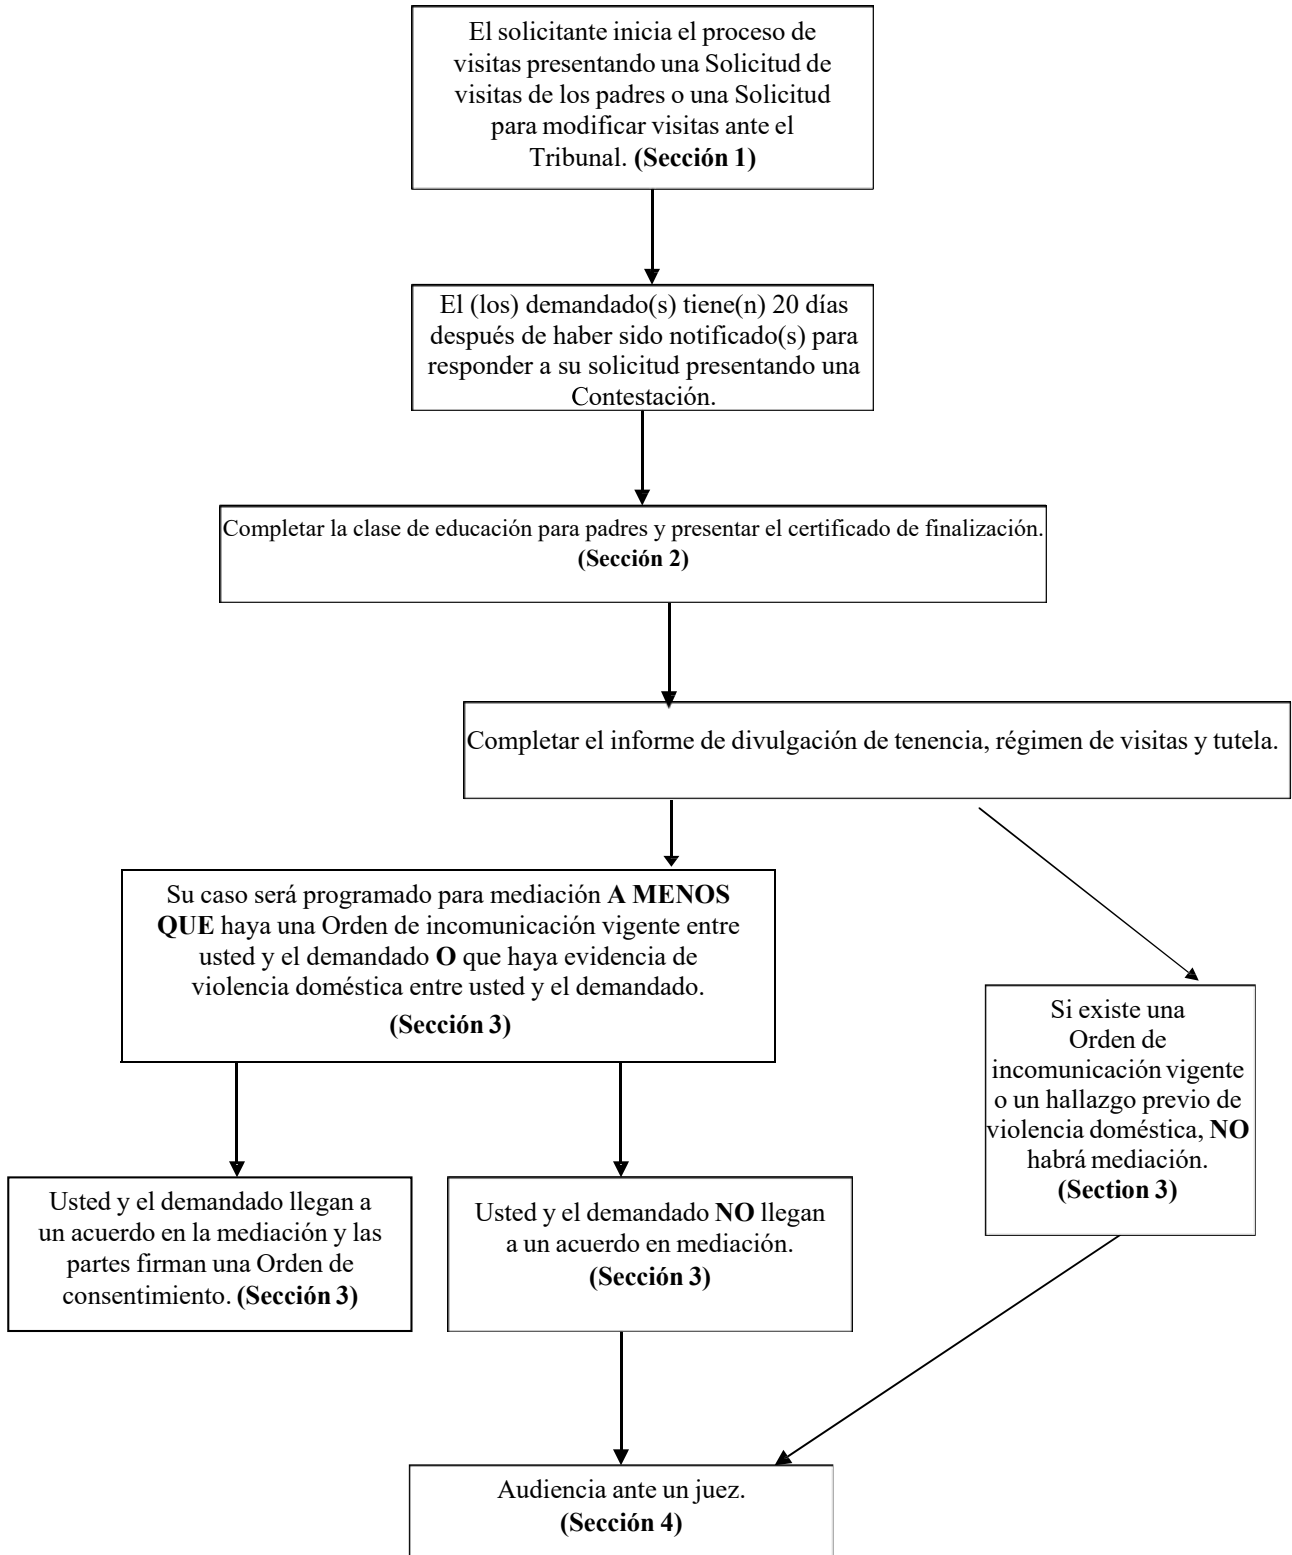 El solicitante inicia el proceso de
visitas presentando una Solicitud de
visitas de los padres o una Solicitud
para modificar visitas ante el
Tribunal. (Sección 1)
El (los) demandado(s) tiene(n) 20 días
después de haber sido notificado(s) para
responder a su solicitud presentando una
Contestación.
Completar la clase de educación para padres y presentar el certificado de finalización.
(Sección 2)
Completar el informe de divulgación de tenencia, régimen de visitas y tutela.
Su caso será programado para mediación A MENOS
QUE haya una Orden de incomunicación vigente entre
usted y el demandado O que haya evidencia de
violencia doméstica entre usted y el demandado.
(Sección 3)
Si existe una
Orden de
incomunicación vigente
o un hallazgo previo de
violencia doméstica, NO
habrá mediación.
(Section 3)
Usted y el demandado llegan a
un acuerdo en la mediación y las
partes firman una Orden de
consentimiento. (Sección 3)
Usted y el demandado NO llegan
a un acuerdo en mediación.
(Sección 3)
Audiencia ante un juez.
(Sección 4)